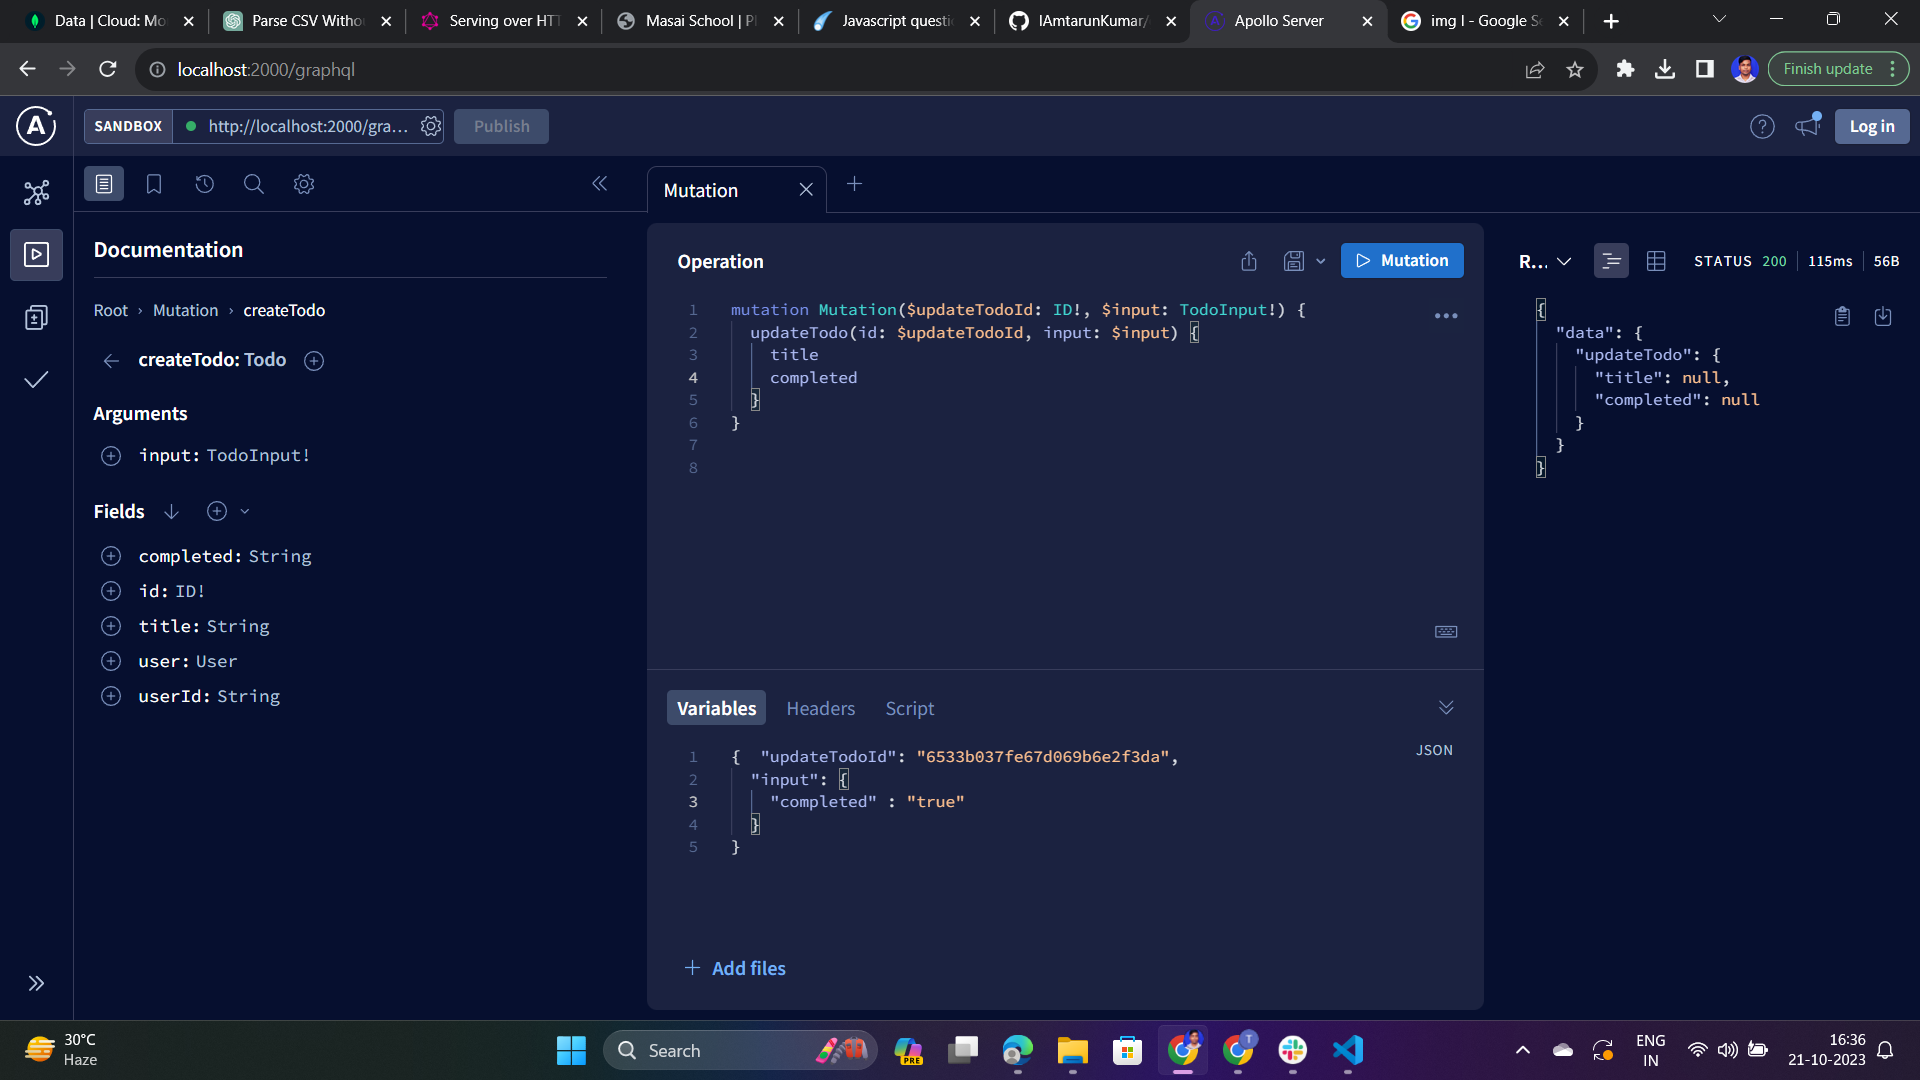 Data | Cloud: Mo
Parse CSV Witho
Serving over HTT
Masai School | Pl
Javascript questi
IAmtarunKumar/
Apollo Server
img I - Google Se
localhost:2000/graphql
Finish update
SANDBOX
http://localhost:2000/gra...
Publish
Log in
Mutation
Documentation
Root › Mutation › createTodo
createTodo: Todo
Arguments
input: TodoInput!
Fields
completed: String
id: ID!
title: String
user: User
userId: String
Operation
Mutation
1 mutation Mutation($updateTodoId: ID!, $input: TodoInput!) {
2 updateTodo(id: $updateTodoId, input: $input) {
3 title
4 completed
5 }
6 }
7
8
Variables
Headers
Script
JSON
1 { "updateTodoId": "6533b037fe67d069b6e2f3da",
2 "input": {
3 "completed" : "true"
4 }
5 }
+ Add files
R...
STATUS 200
115ms
56B
{
"data": {
"updateTodo": {
"title": null,
"completed": null
}
}
}
30°C
Haze
Search
PRE
T
ENG
IN
16:36
21-10-2023